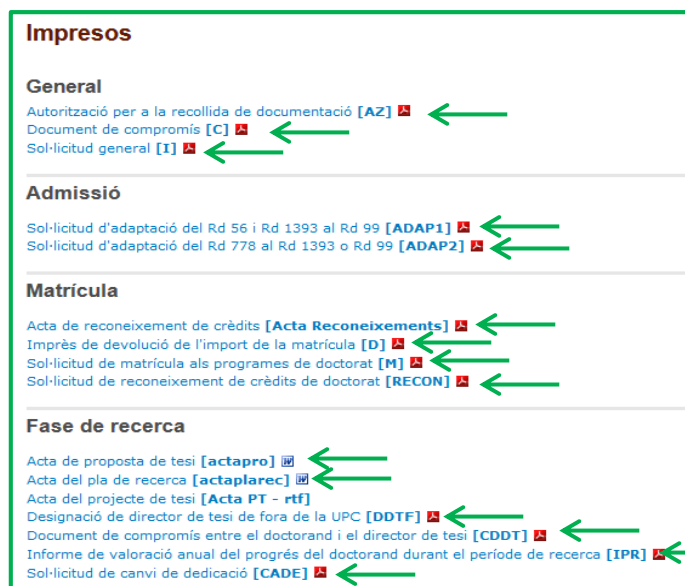 Impresos
General
Autorització per a la recollida de documentació [AZ]
Document de compromís [C]
Sol·licitud general [I]
Admissió
Sol·licitud d'adaptació del Rd 56 i Rd 1393 al Rd 99 [ADAP1]
Sol·licitud d'adaptació del Rd 778 al Rd 1393 o Rd 99 [ADAP2]
Matrícula
Acta de reconeixement de crèdits [Acta Reconeixements]
Imprès de devolució de l'import de la matrícula [D]
Sol·licitud de matrícula als programes de doctorat [M]
Sol·licitud de reconeixement de crèdits de doctorat [RECON]
Fase de recerca
Acta de proposta de tesi [actapro]
Acta del pla de recerca [actaplarec]
Acta del projecte de tesi [Acta PT - rtf]
Designació de director de tesi de fora de la UPC [DDTF]
Document de compromís entre el doctorand i el director de tesi [CDDT]
Informe de valoració anual del progrés del doctorand durant el període de recerca [IPR]
Sol·licitud de canvi de dedicació [CADE]